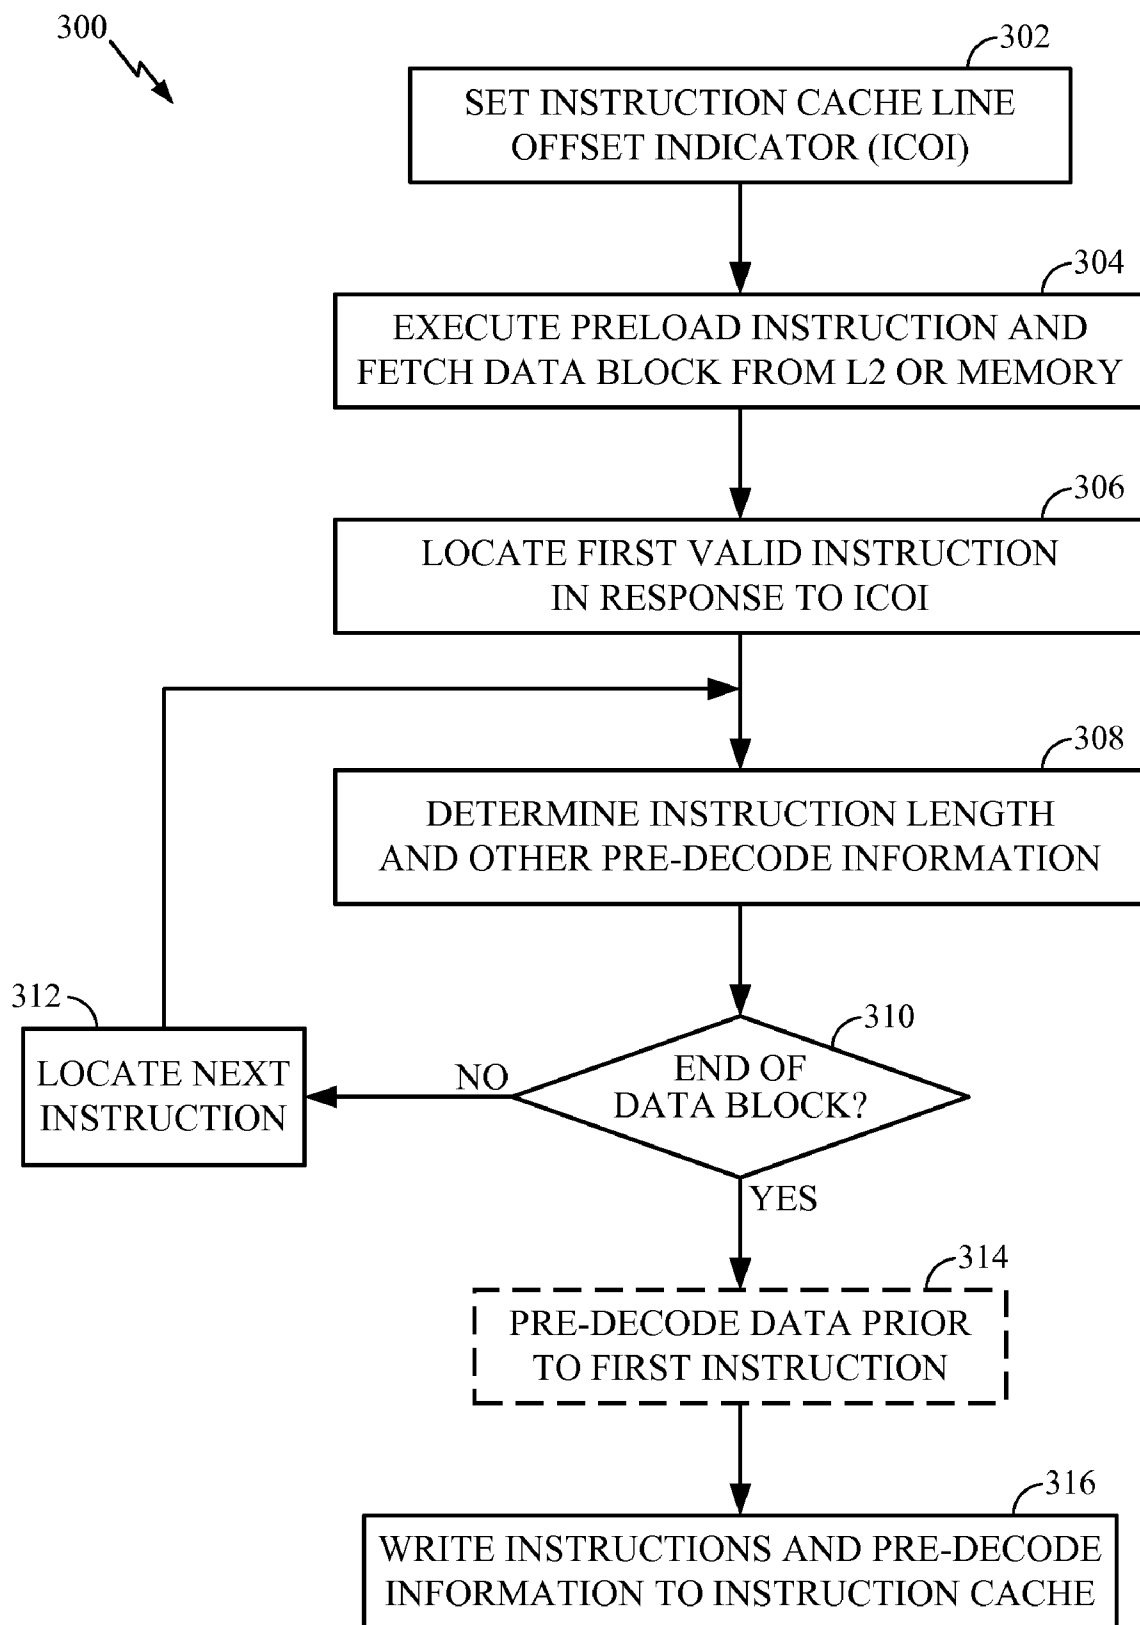 300
302
SET INSTRUCTION CACHE LINE
OFFSET INDICATOR (ICOI)
304
EXECUTE PRELOAD INSTRUCTION AND
FETCH DATA BLOCK FROM L2 OR MEMORY
306
LOCATE FIRST VALID INSTRUCTION
IN RESPONSE TO ICOI
308
DETERMINE INSTRUCTION LENGTH
AND OTHER PRE-DECODE INFORMATION
312
LOCATE NEXT
INSTRUCTION
NO
310
END OF
DATA BLOCK?
YES
314
PRE-DECODE DATA PRIOR
TO FIRST INSTRUCTION
316
WRITE INSTRUCTIONS AND PRE-DECODE
INFORMATION TO INSTRUCTION CACHE